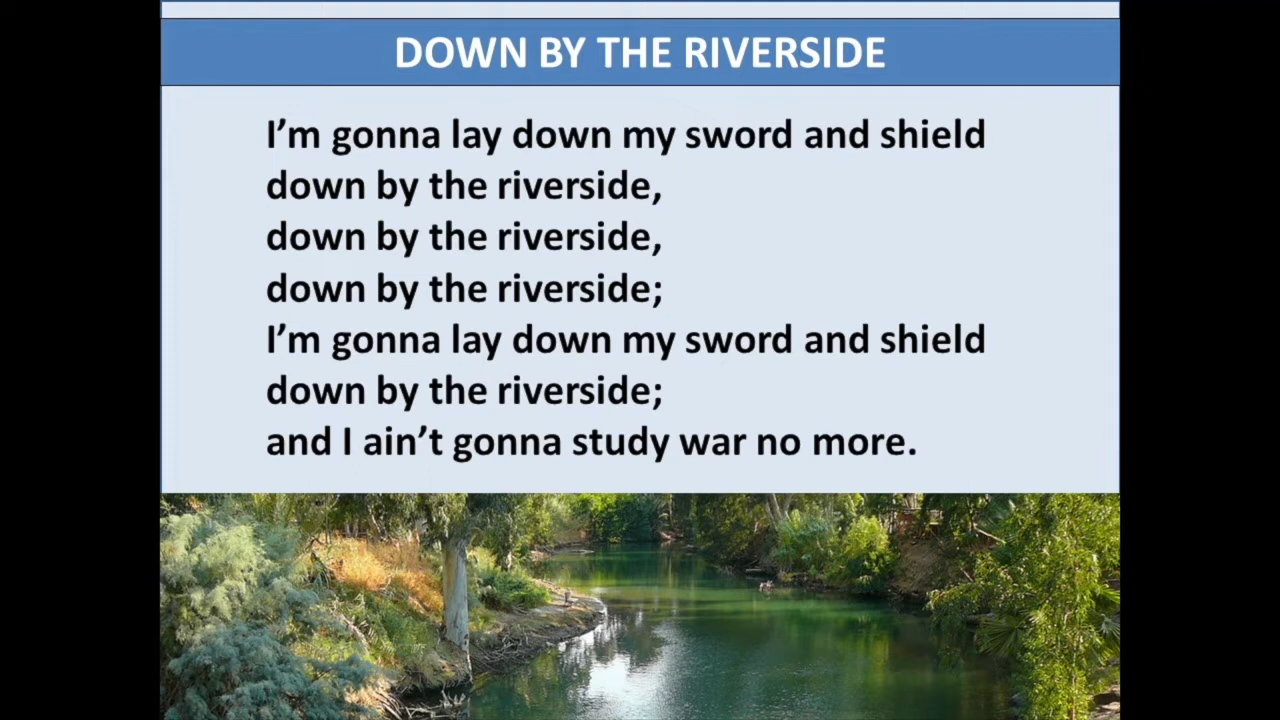 DOWN BY THE RIVERSIDE
I’m gonna lay down my sword and shield
down by the riverside,
down by the riverside,
down by the riverside;
I’m gonna lay down my sword and shield
down by the riverside;
and I ain’t gonna study war no more.